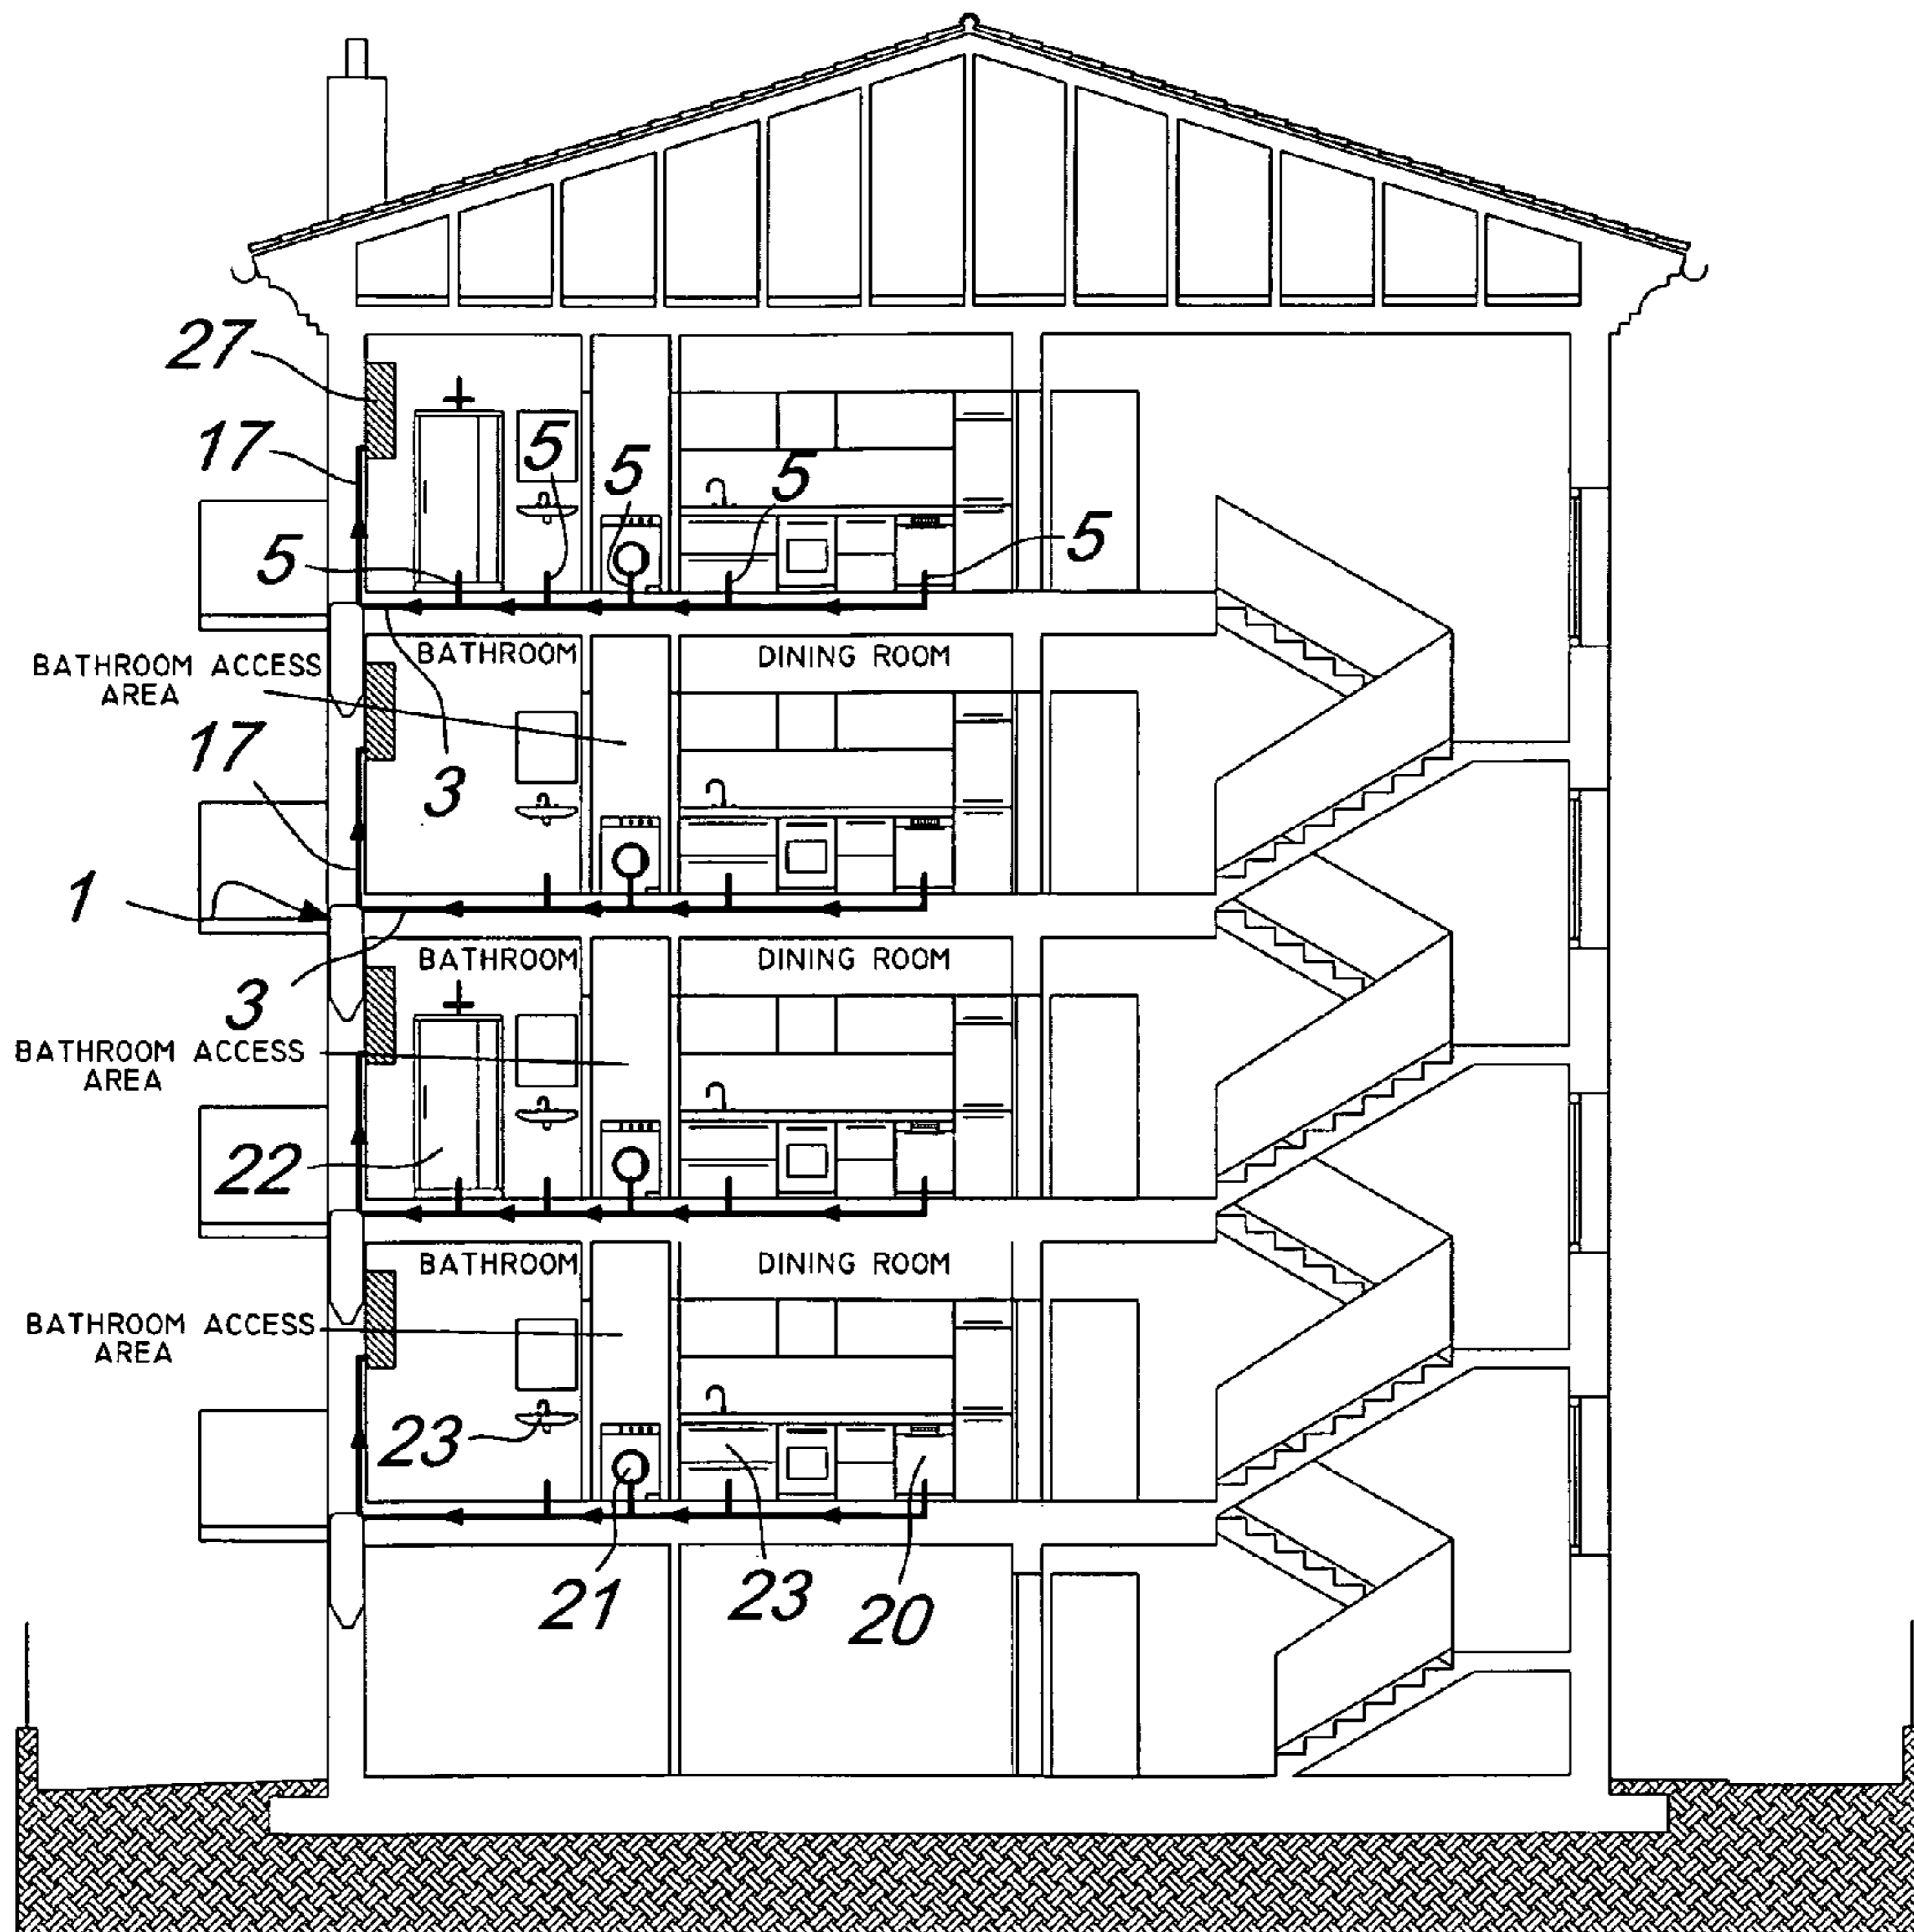 27
17
5
5
5
5
5
BATHROOM
DINING ROOM
BATHROOM ACCESS
AREA
17
3
1
BATHROOM
DINING ROOM
3
BATHROOM ACCESS
AREA
22
BATHROOM
DINING ROOM
BATHROOM ACCESS
AREA
23
21
23
20